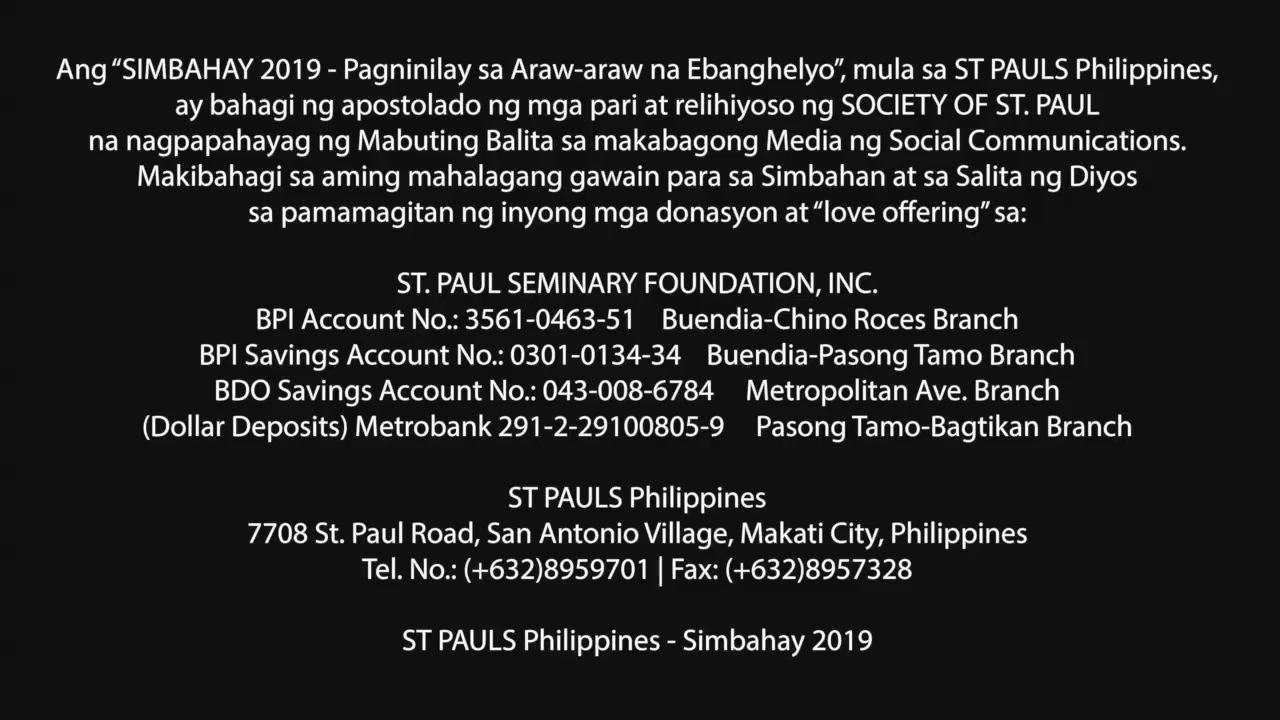 Ang “SIMBAHAY 2019 - Pagninilay sa Araw-araw na Ebanghelyo”, mula sa ST PAULS Philippines,
ay bahagi ng apostolado ng mga pari at relihiyoso ng SOCIETY OF ST. PAUL
na nagpapahayag ng Mabuting Balita sa makabagong Media ng Social Communications.
Makibahagi sa aming mahalagang gawain para sa Simbahan at sa Salita ng Diyos
sa pamamagitan ng inyong mga donasyon at “love offering” sa:
ST. PAUL SEMINARY FOUNDATION, INC.
BPI Account No.: 3561-0463-51 Buendia-Chino Roces Branch
BPI Savings Account No.: 0301-0134-34 Buendia-Pasong Tamo Branch
BDO Savings Account No.: 043-008-6784 Metropolitan Ave. Branch
(Dollar Deposits) Metrobank 291-2-29100805-9 Pasong Tamo-Bagtikan Branch
ST PAULS Philippines
7708 St. Paul Road, San Antonio Village, Makati City, Philippines
Tel. No.: (+632)8959701 | Fax: (+632)8957328
ST PAULS Philippines - Simbahay 2019